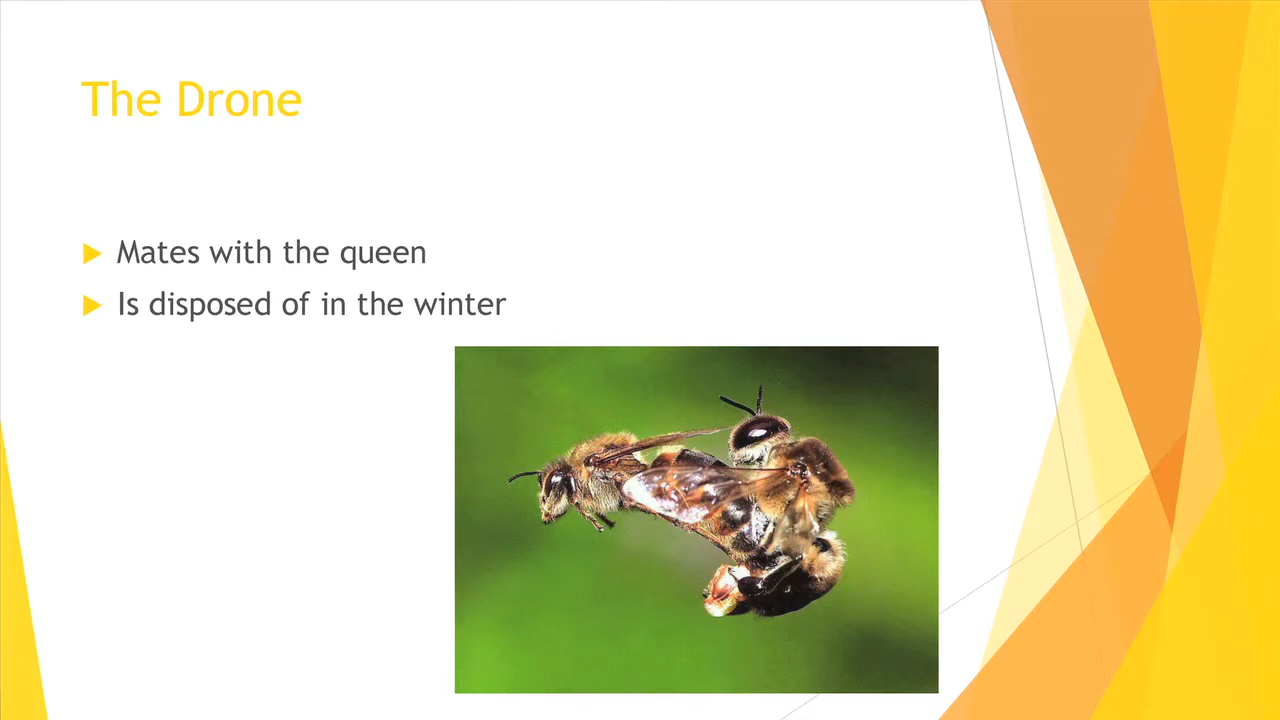 The Drone
Mates with the queen
Is disposed of in the winter